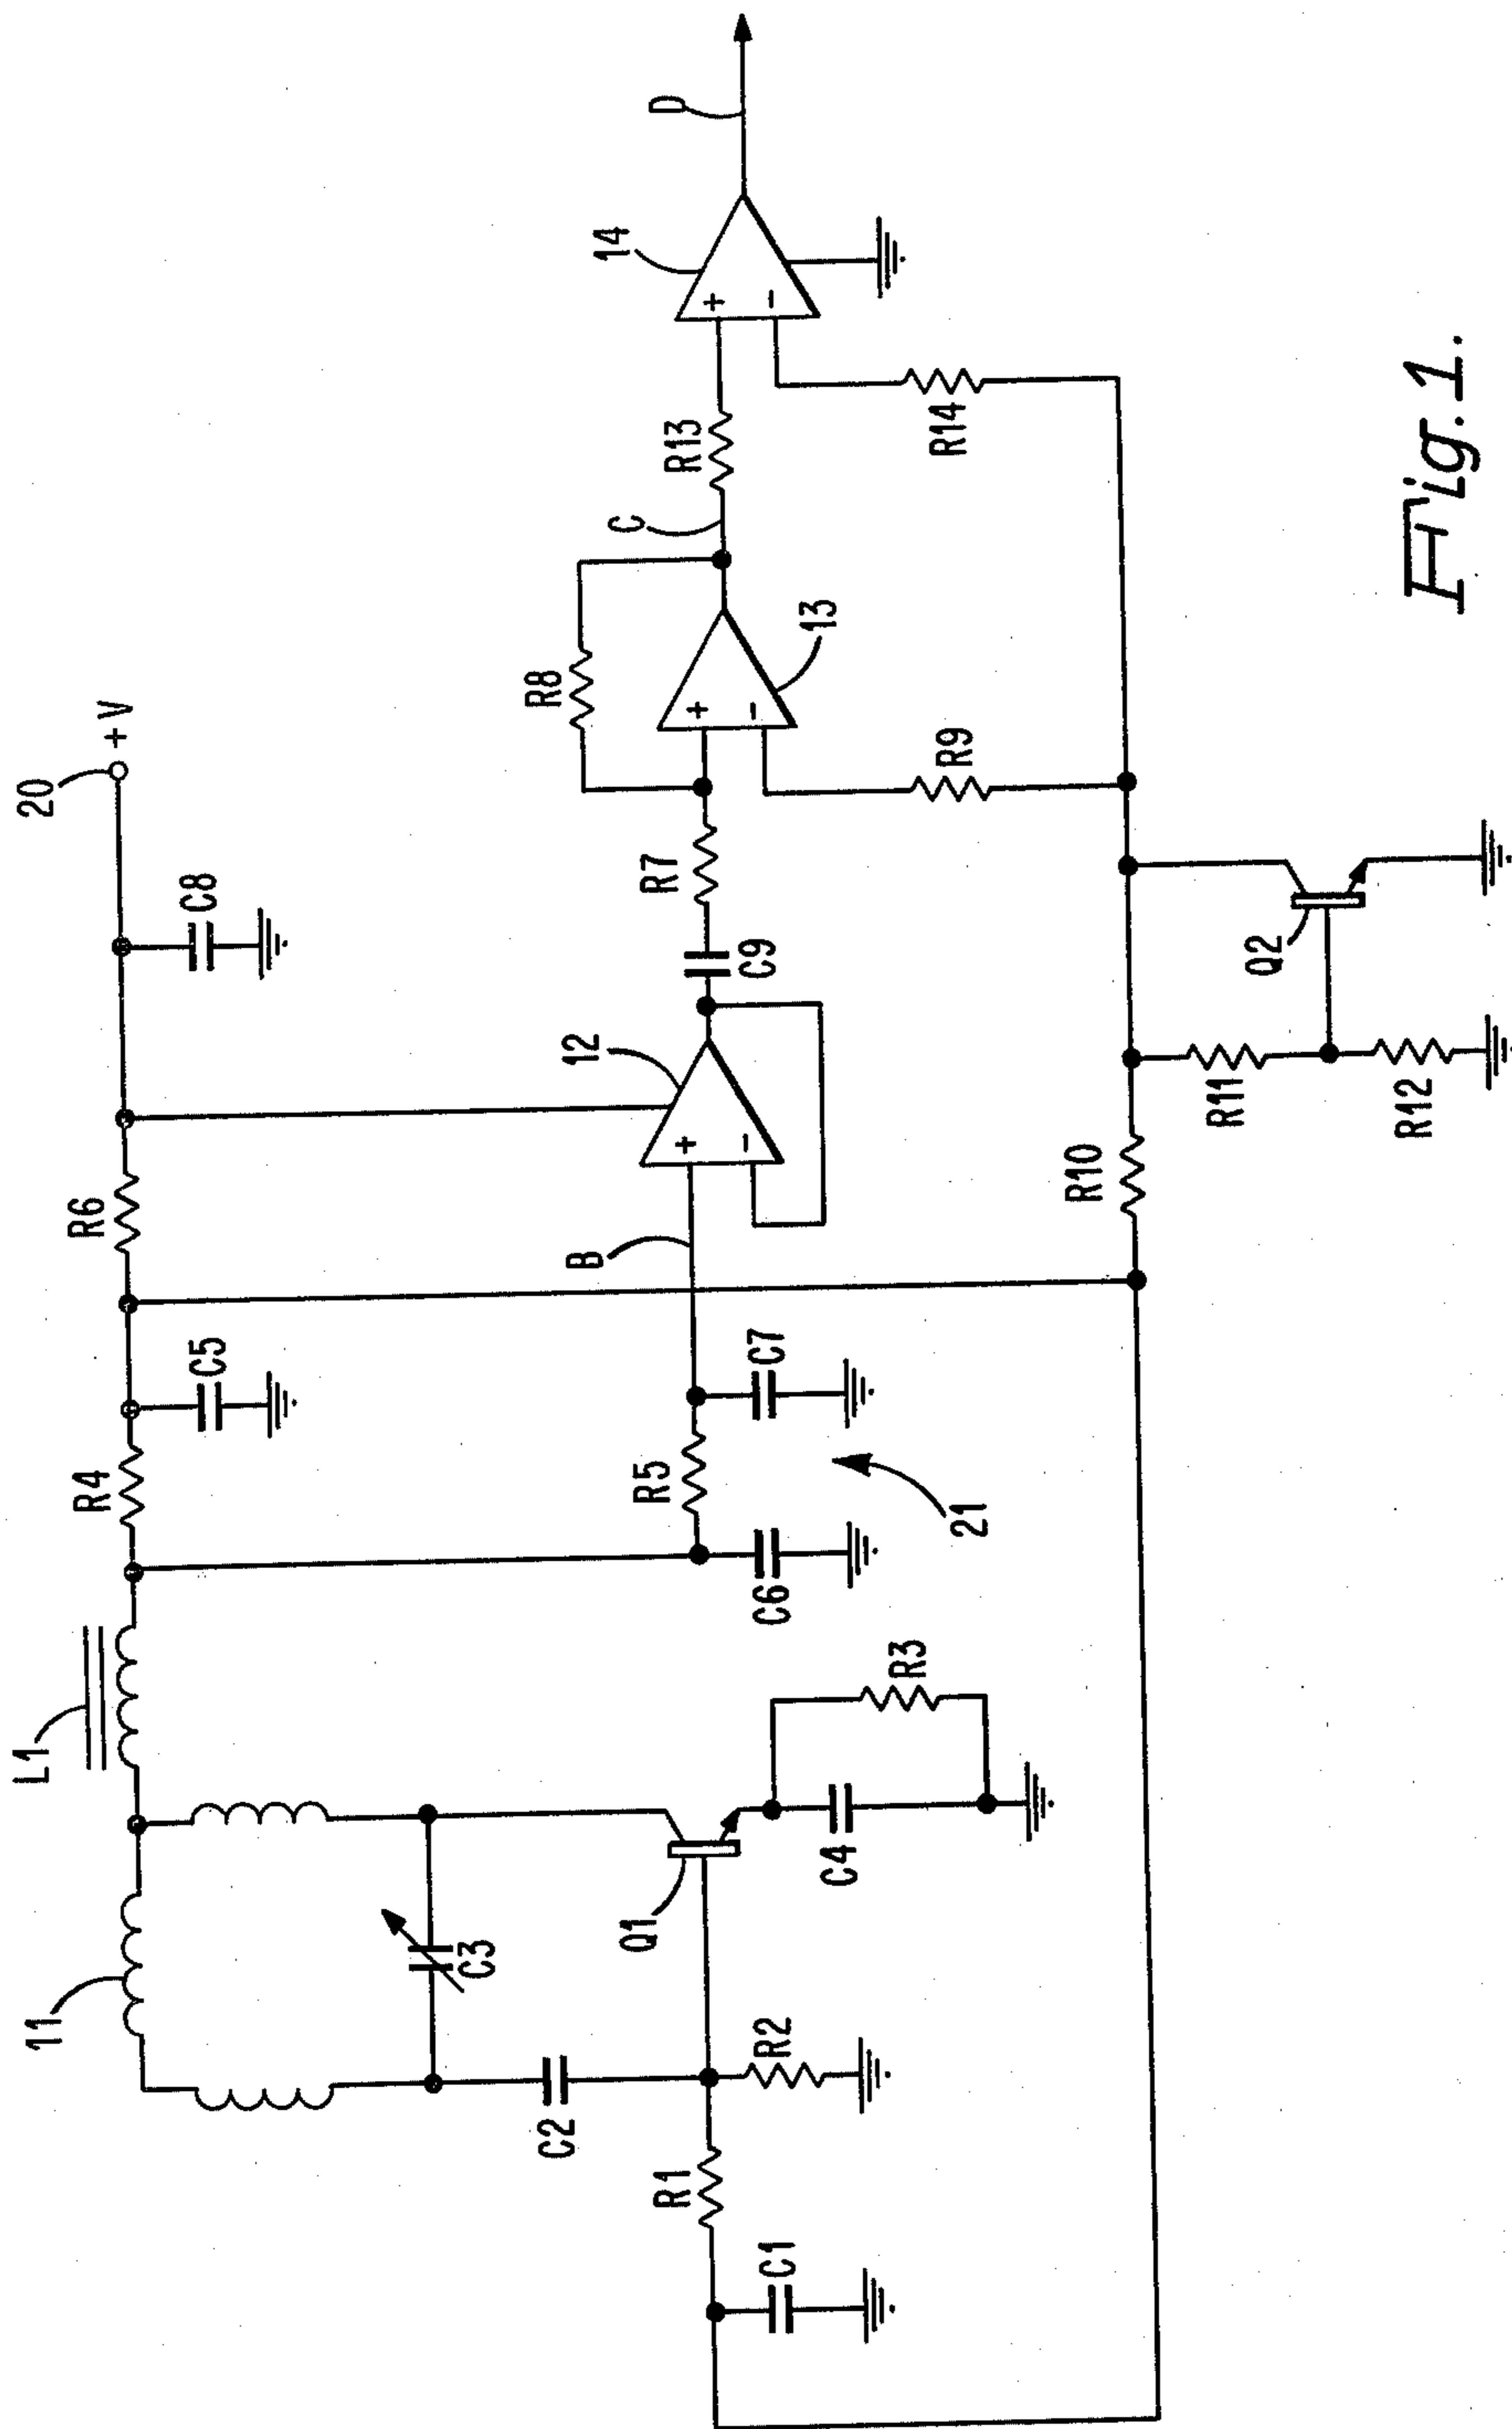 20
+ V
L1
R4
R6
C5
C8
11
C3
C2
R1
C1
R2
Q1
C4
R3
C6
R5
C7
21
B
12
+
-
C9
R7
R8
13
+
-
C
R13
14
+
-
D
R9
R14
R10
R11
R12
Q2
Fig. 1.